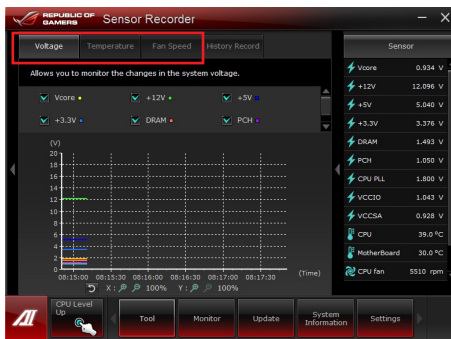 REPUBLIC OF
GAMERS
Sensor Recorder
Voltage
Temperature
Fan Speed
History Record
Allows you to monitor the changes in the system voltage.
Vcore
+12V
+5V
+3.3V
DRAM
PCH
(V)
20
18
16
14
12
10
8
6
4
2
0
08:15:00 08:15:30 08:16:00 08:16:30 08:17:00 08:17:30
(Time)
X : 100% Y : 100%
Sensor
Vcore 0.934 V
+12V 12.096 V
+5V 5.040 V
+3.3V 3.376 V
DRAM 1.493 V
PCH 1.050 V
CPU PLL 1.800 V
VCCIO 1.043 V
VCCSA 0.928 V
CPU 39.0 ºC
MotherBoard 30.0 ºC
CPU fan 5510 rpm
CPU Level
Up
Tool
Monitor
Update
System
Information
Settings